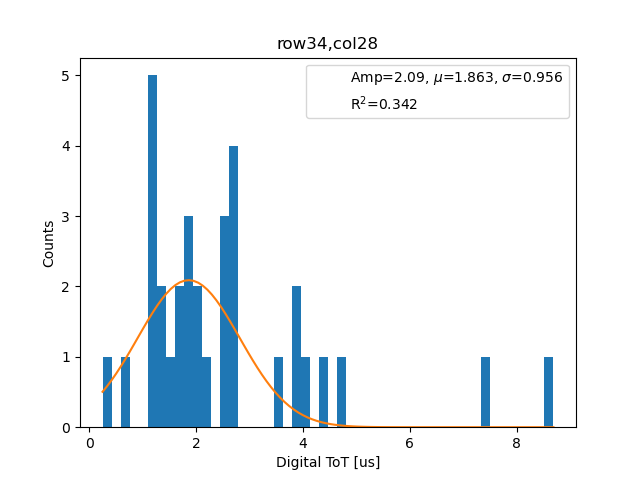 row34,col28
Amp=2.09, μ=1.863, σ=0.956
R²=0.342
Counts
5
4
3
2
1
0
0 2 4 6 8
Digital ToT [us]